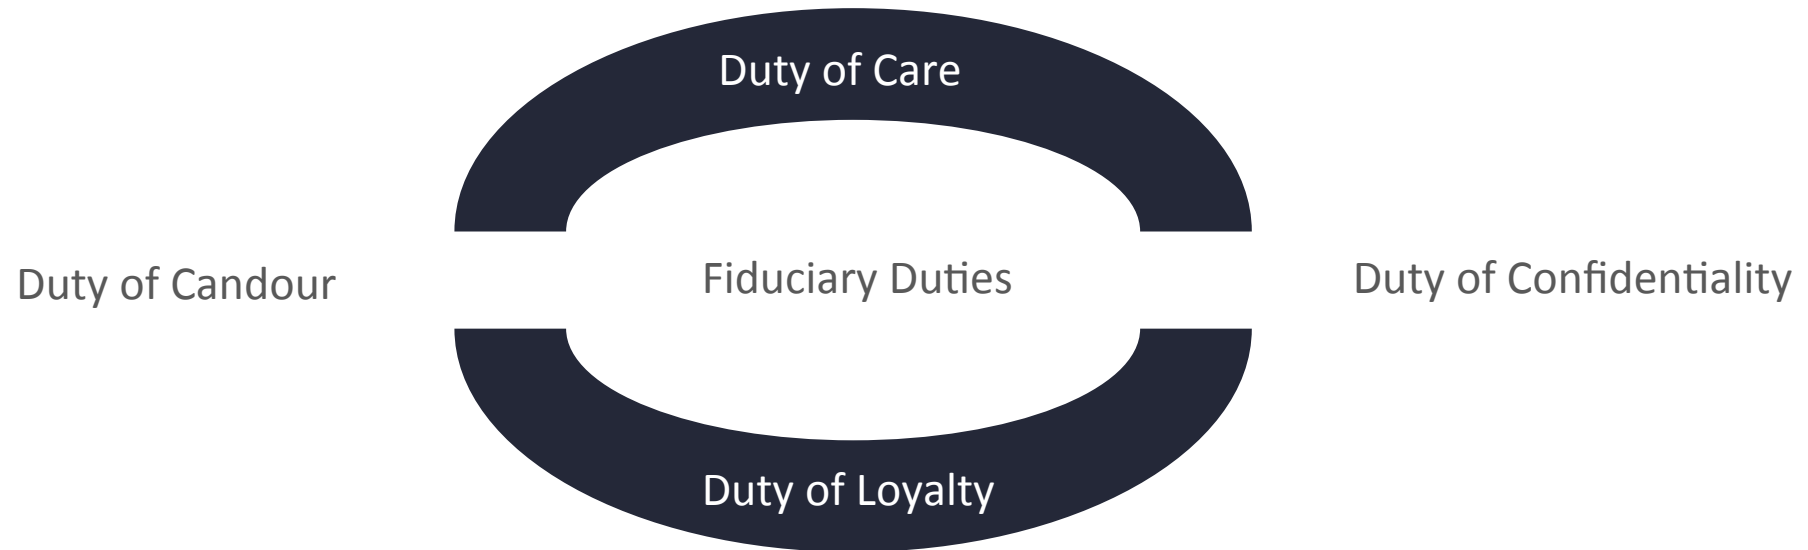 Duty of Care
Duty of Candour
Fiduciary Duties
Duty of Confidentiality
Duty of Loyalty